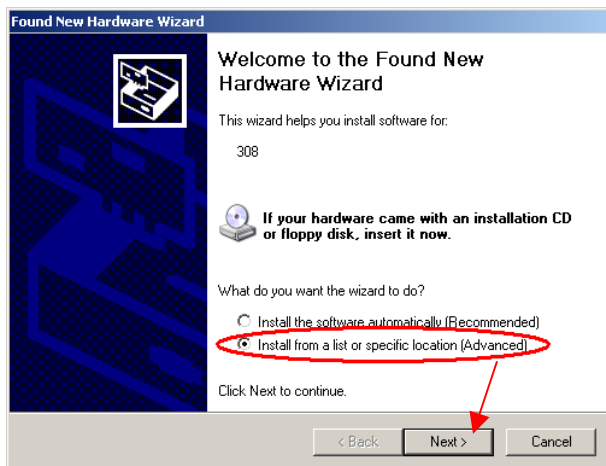 Found New Hardware Wizard
Welcome to the Found New
Hardware Wizard
This wizard helps you install software for:
308
If your hardware came with an installation CD
or floppy disk, insert it now.
What do you want the wizard to do?
Install the software automatically (Recommended)
Install from a list or specific location (Advanced)
Click Next to continue.
< Back
Next >
Cancel